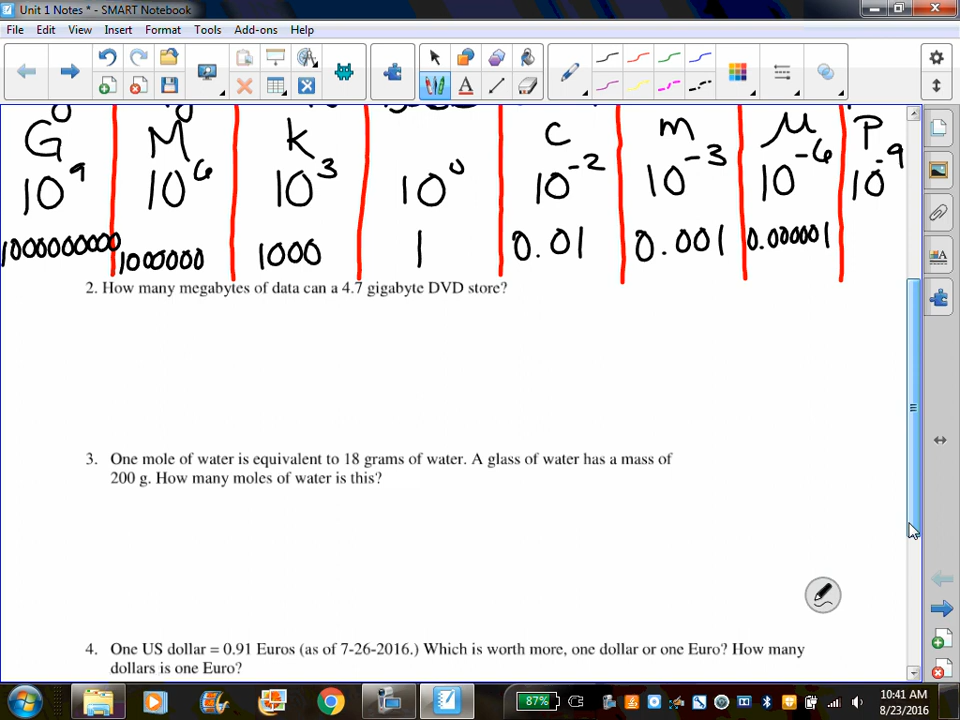 Unit 1 Notes * - SMART Notebook
File Edit View Insert Format Tools Add-ons Help
G M k c m μ P
10^9 10^6 10^3 10^0 10^-2 10^-3 10^-6 10^-9
1000000000 1000000 1000 1 0.01 0.001 0.000001
2. How many megabytes of data can a 4.7 gigabyte DVD store?
3. One mole of water is equivalent to 18 grams of water. A glass of water has a mass of
200 g. How many moles of water is this?
4. One US dollar = 0.91 Euros (as of 7-26-2016.) Which is worth more, one dollar or one Euro? How many
dollars is one Euro?
87%
10:41 AM
8/23/2016